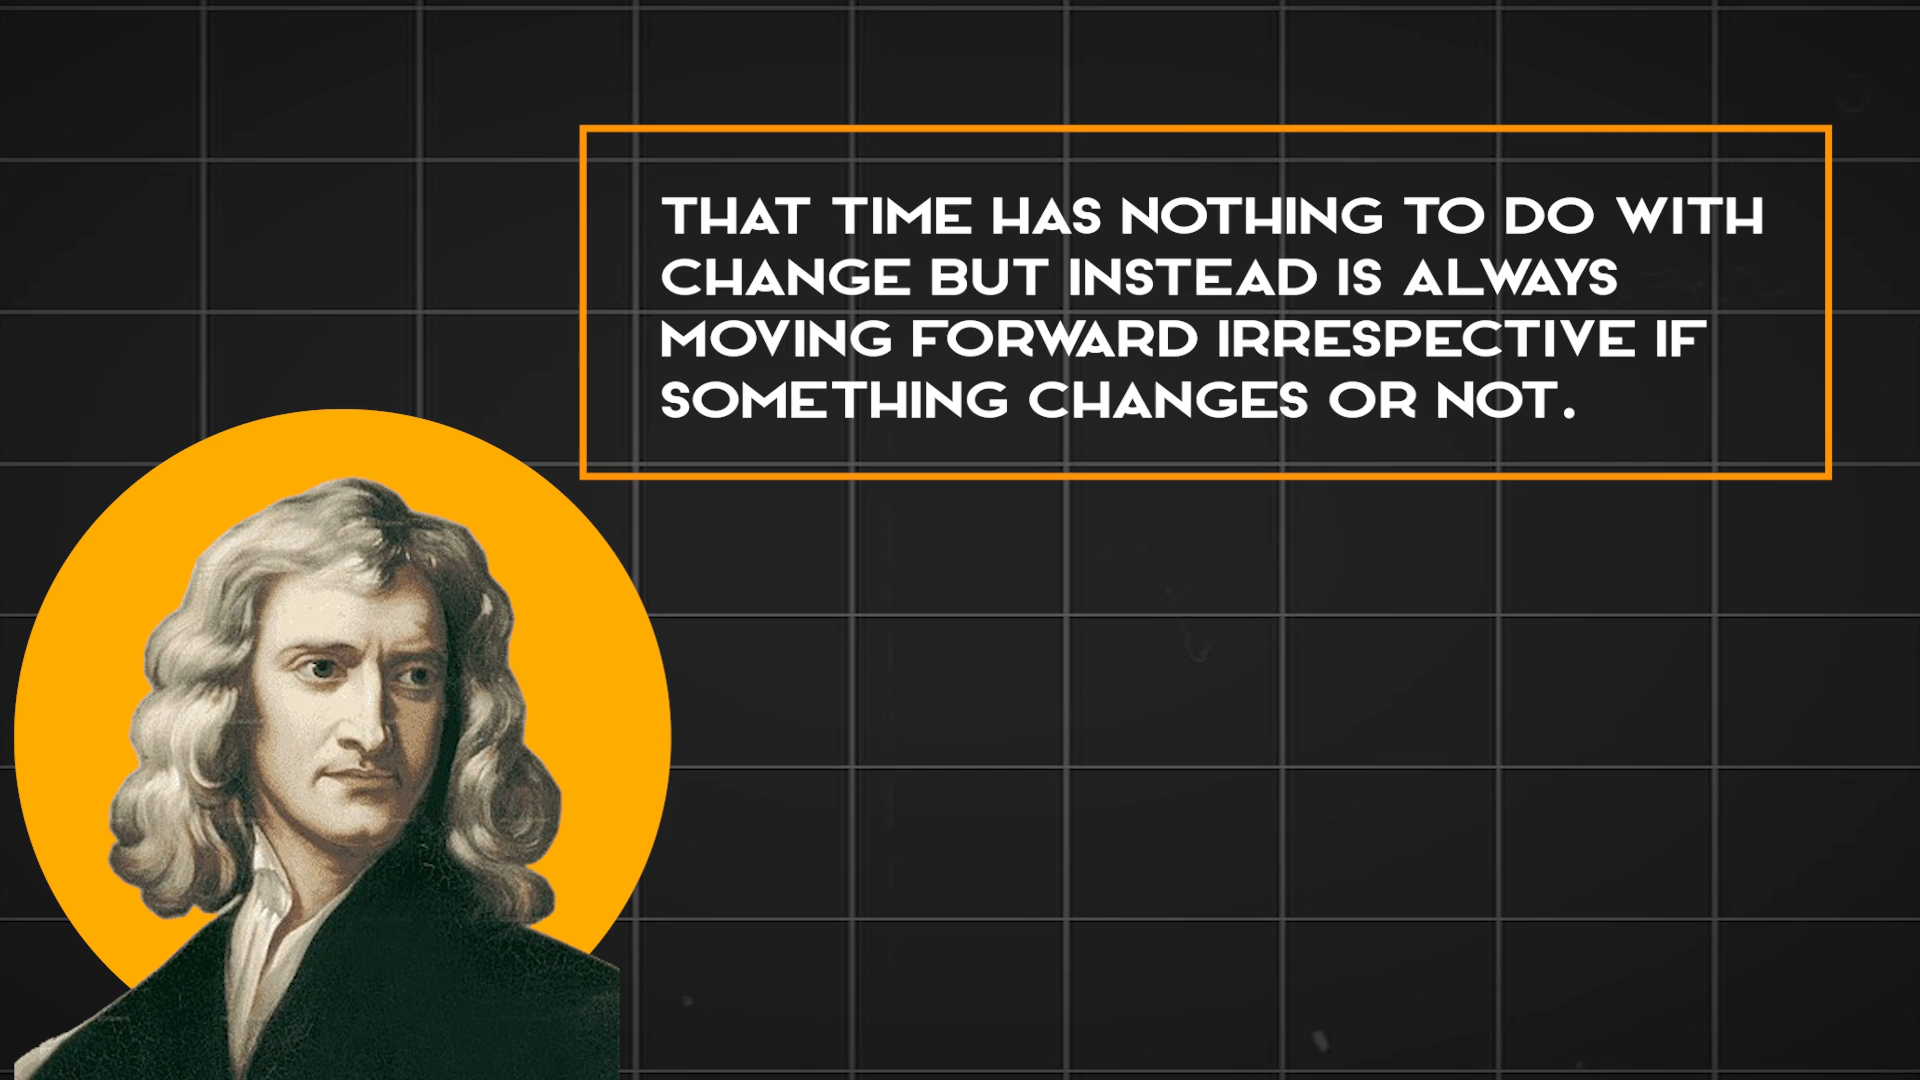 THAT TIME HAS NOTHING TO DO WITH
CHANGE BUT INSTEAD IS ALWAYS
MOVING FORWARD IRRESPECTIVE IF
SOMETHING CHANGES OR NOT.